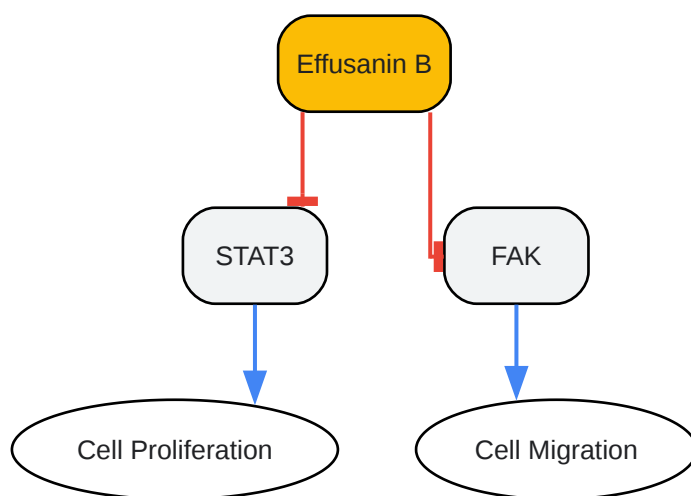 Effusanin B
STAT3
FAK
Cell Proliferation
Cell Migration